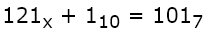 121ₓ + 1₁₀ = 101₇